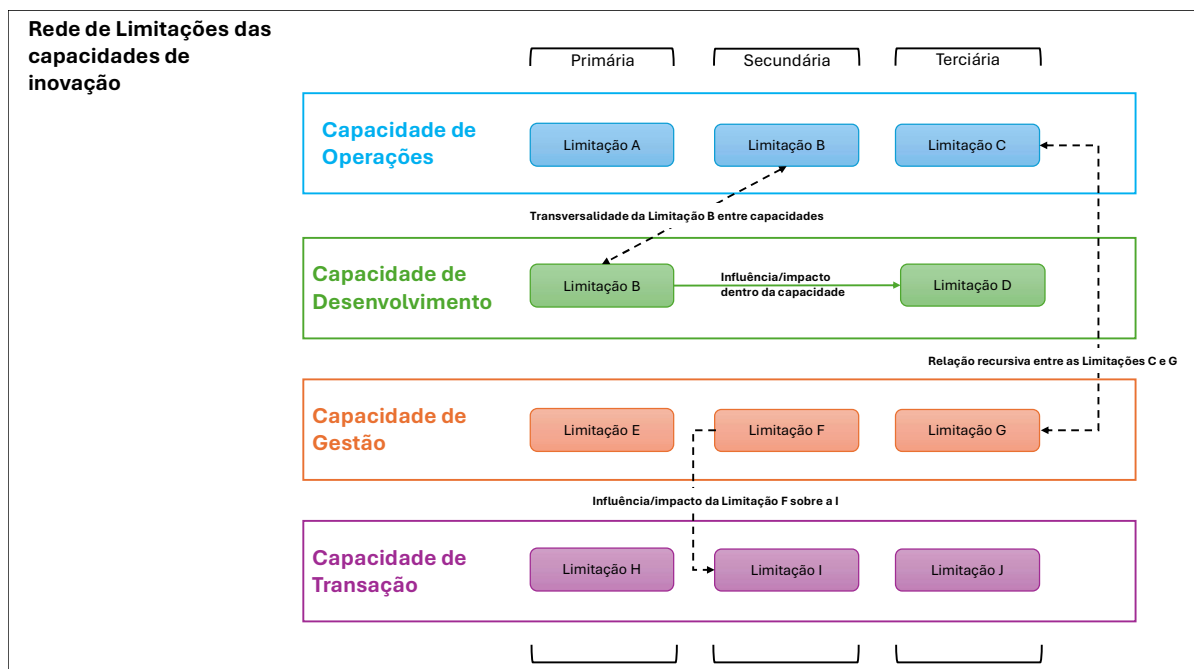 Rede de Limitações das
capacidades de
inovação
Primária
Secundária
Terciária
Capacidade de
Operações
Limitação A
Limitação B
Limitação C
Transversalidade da Limitação B entre capacidades
Capacidade de
Desenvolvimento
Limitação B
Influência/impacto
dentro da capacidade
Limitação D
Relação recursiva entre as Limitações C e G
Capacidade de
Gestão
Limitação E
Limitação F
Limitação G
Influência/impacto da Limitação F sobre a I
Capacidade de
Transação
Limitação H
Limitação I
Limitação J